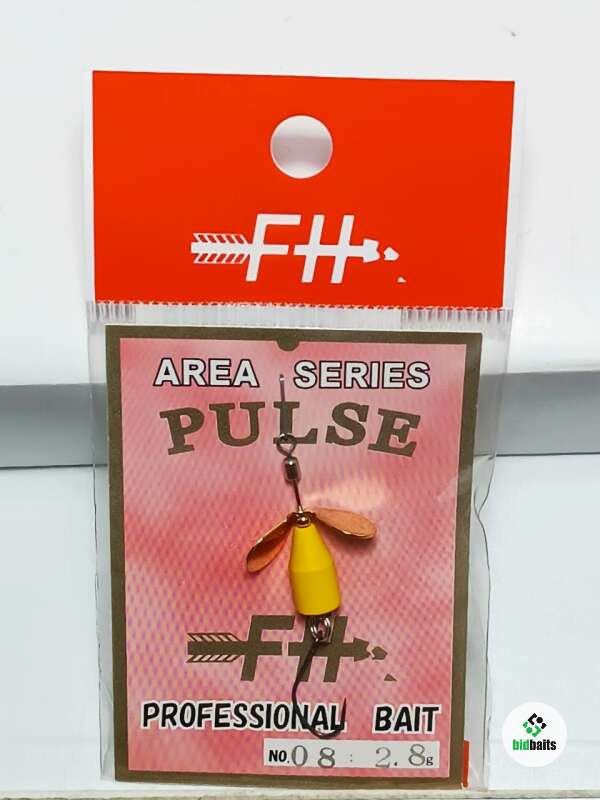 FH
AREA SERIES
PULSE
FH
PROFESSIONAL BAIT
NO.08 : 2.8g
bidbaits